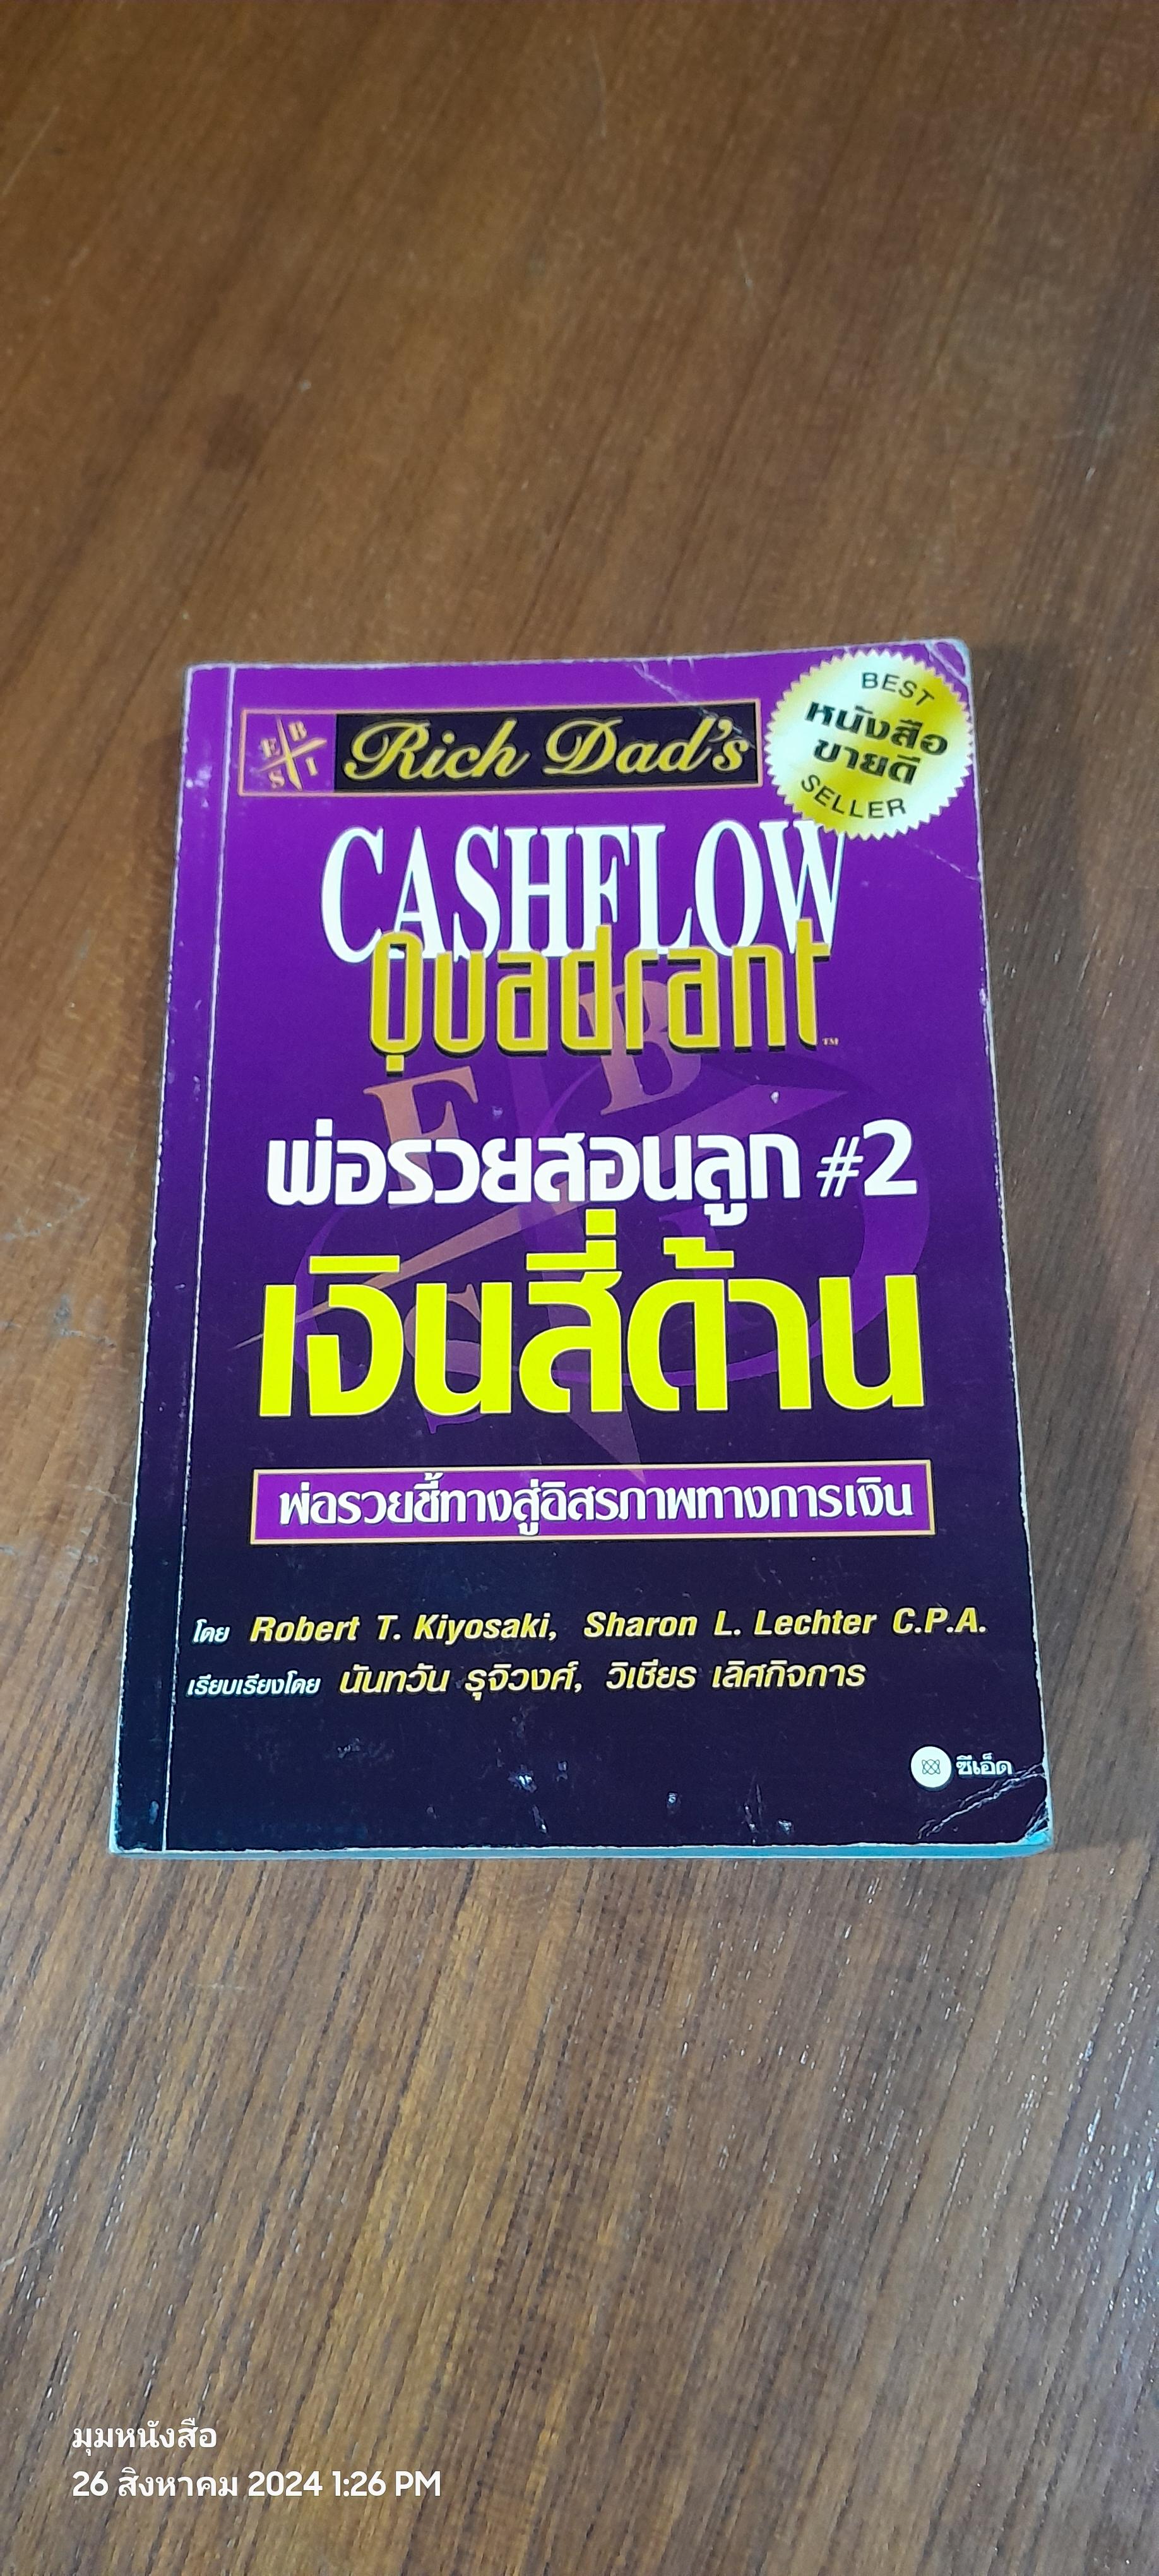 E B
S I
Rich Dad's
BEST
หนังสือ
ขายดี
SELLER
CASHFLOW
Quadrant™
E B
S I
พ่อรวยสอนลูก #2
เงินสี่ด้าน
พ่อรวยชี้ทางสู่อิสรภาพทางการเงิน
โดย Robert T. Kiyosaki, Sharon L. Lechter C.P.A.
เรียบเรียงโดย นันทวัน รุจิวงศ์, วิเชียร เลิศกิจการ
ซีเอ็ด
มุมหนังสือ
26 สิงหาคม 2024 1:26 PM